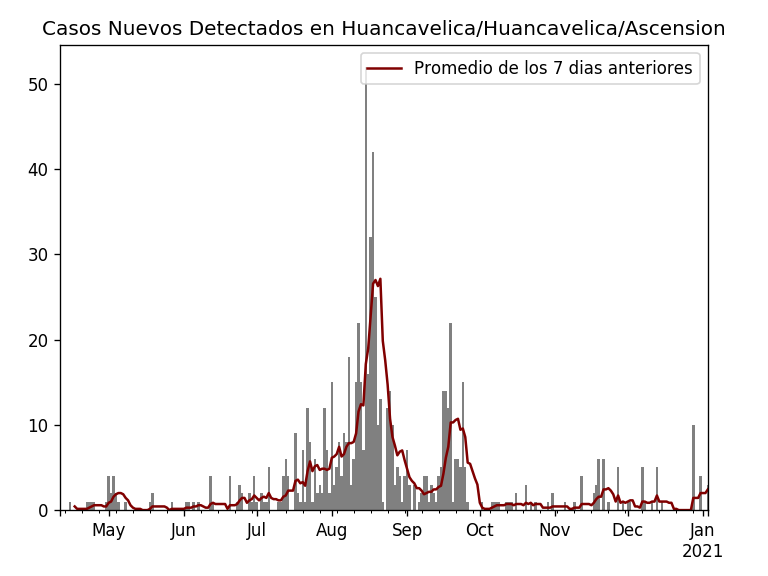 Casos Nuevos Detectados en Huancavelica/Huancavelica/Ascension
Promedio de los 7 dias anteriores
50
40
30
20
10
0
May Jun Jul Aug Sep Oct Nov Dec Jan
2021